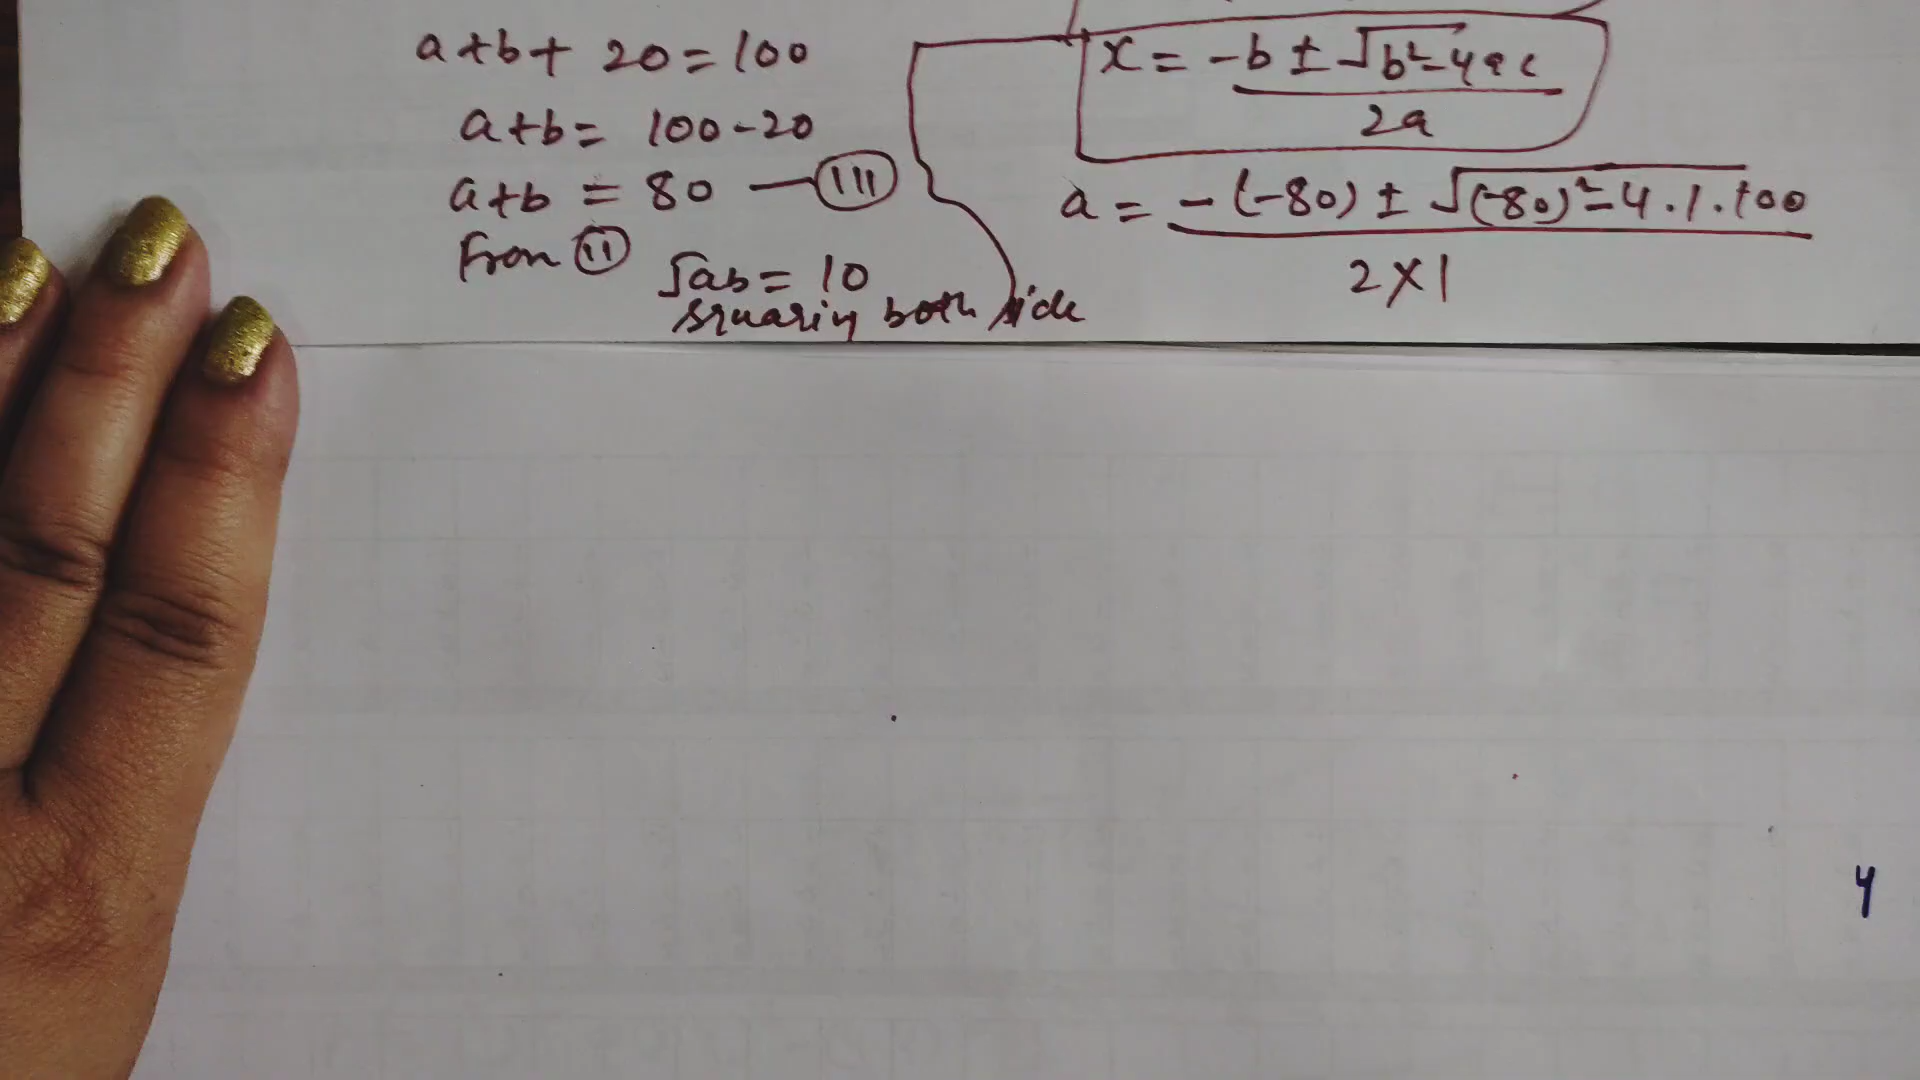 a+b+ 20=100
a+b= 100-20
a+b = 80 — (III)
From (II)
√ab = 10
squarin both side
x = -b ± √b²-4ac
2a
a = -(-80) ± √(-80)²-4.1.100
2×1
4